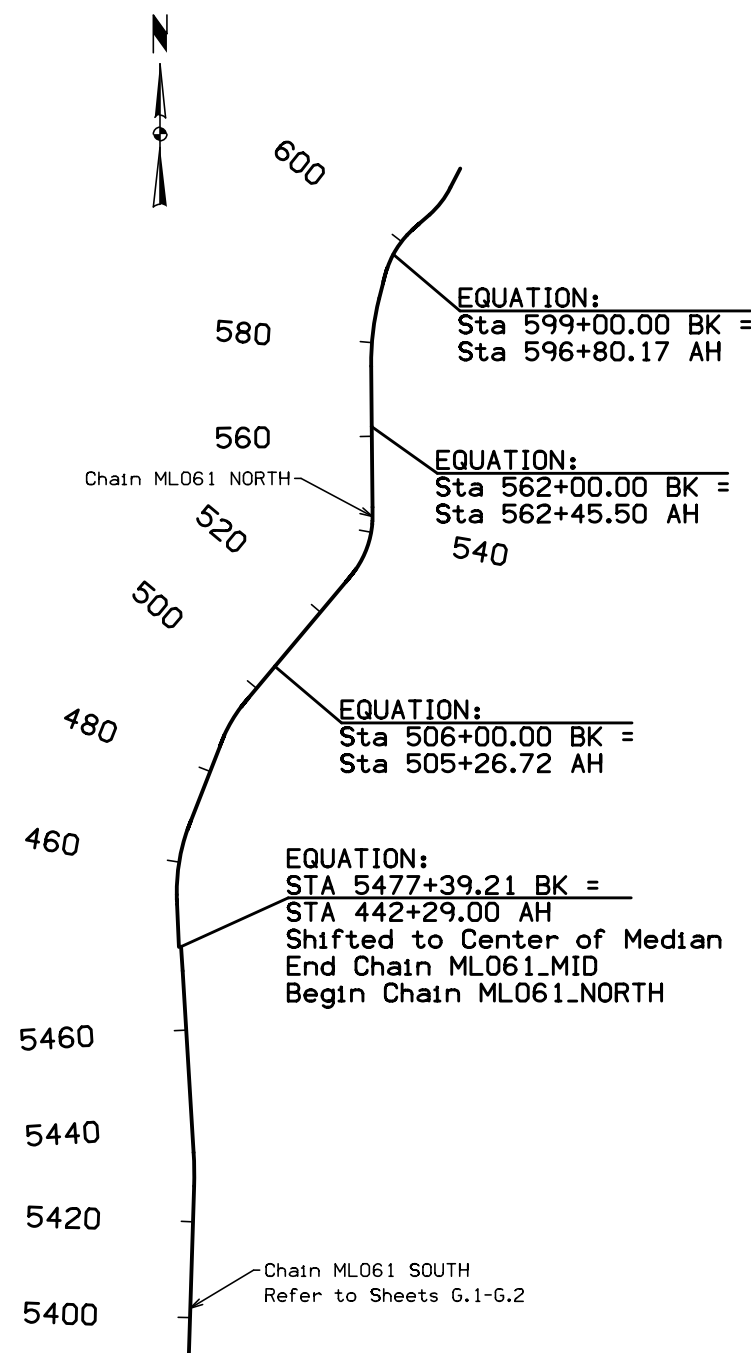 N
600
EQUATION:
Sta 599+00.00 BK =
Sta 596+80.17 AH
580
560
EQUATION:
Sta 562+00.00 BK =
Sta 562+45.50 AH
Chain ML061 NORTH
520
540
500
480
EQUATION:
Sta 506+00.00 BK =
Sta 505+26.72 AH
460
EQUATION:
STA 5477+39.21 BK =
STA 442+29.00 AH
Shifted to Center of Median
End Chain ML061_MID
Begin Chain ML061_NORTH
5460
5440
5420
Chain ML061 SOUTH
Refer to Sheets G.1-G.2
5400